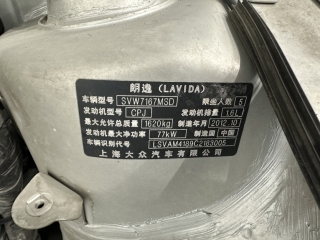 朗逸 (LAVIDA)
车辆型号 SVW7167MSD 限坐人数 5
发动机型号 CPJ 发动机排量 1.6L
最大允许总质量 1620kg 制造年月 2012.10
发动机最大净功率 77kW 制造国 中国
车辆识别代号 LSVAM4189C2163005
上海大众汽车有限公司